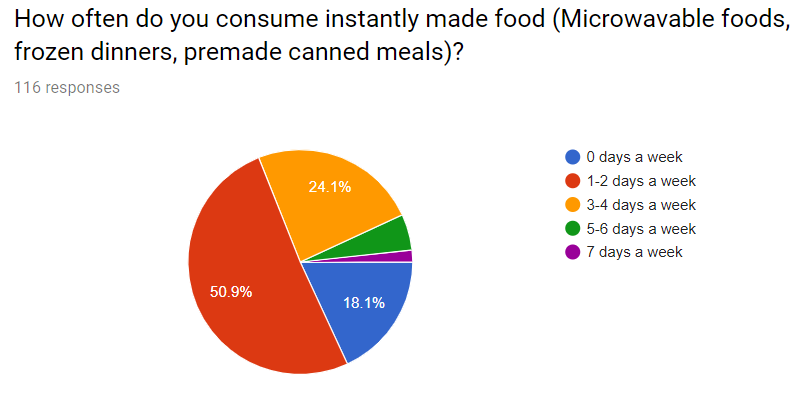 How often do you consume instantly made food (Microwavable foods,
frozen dinners, premade canned meals)?
116 responses
24.1%
50.9%
18.1%
0 days a week
1-2 days a week
3-4 days a week
5-6 days a week
7 days a week